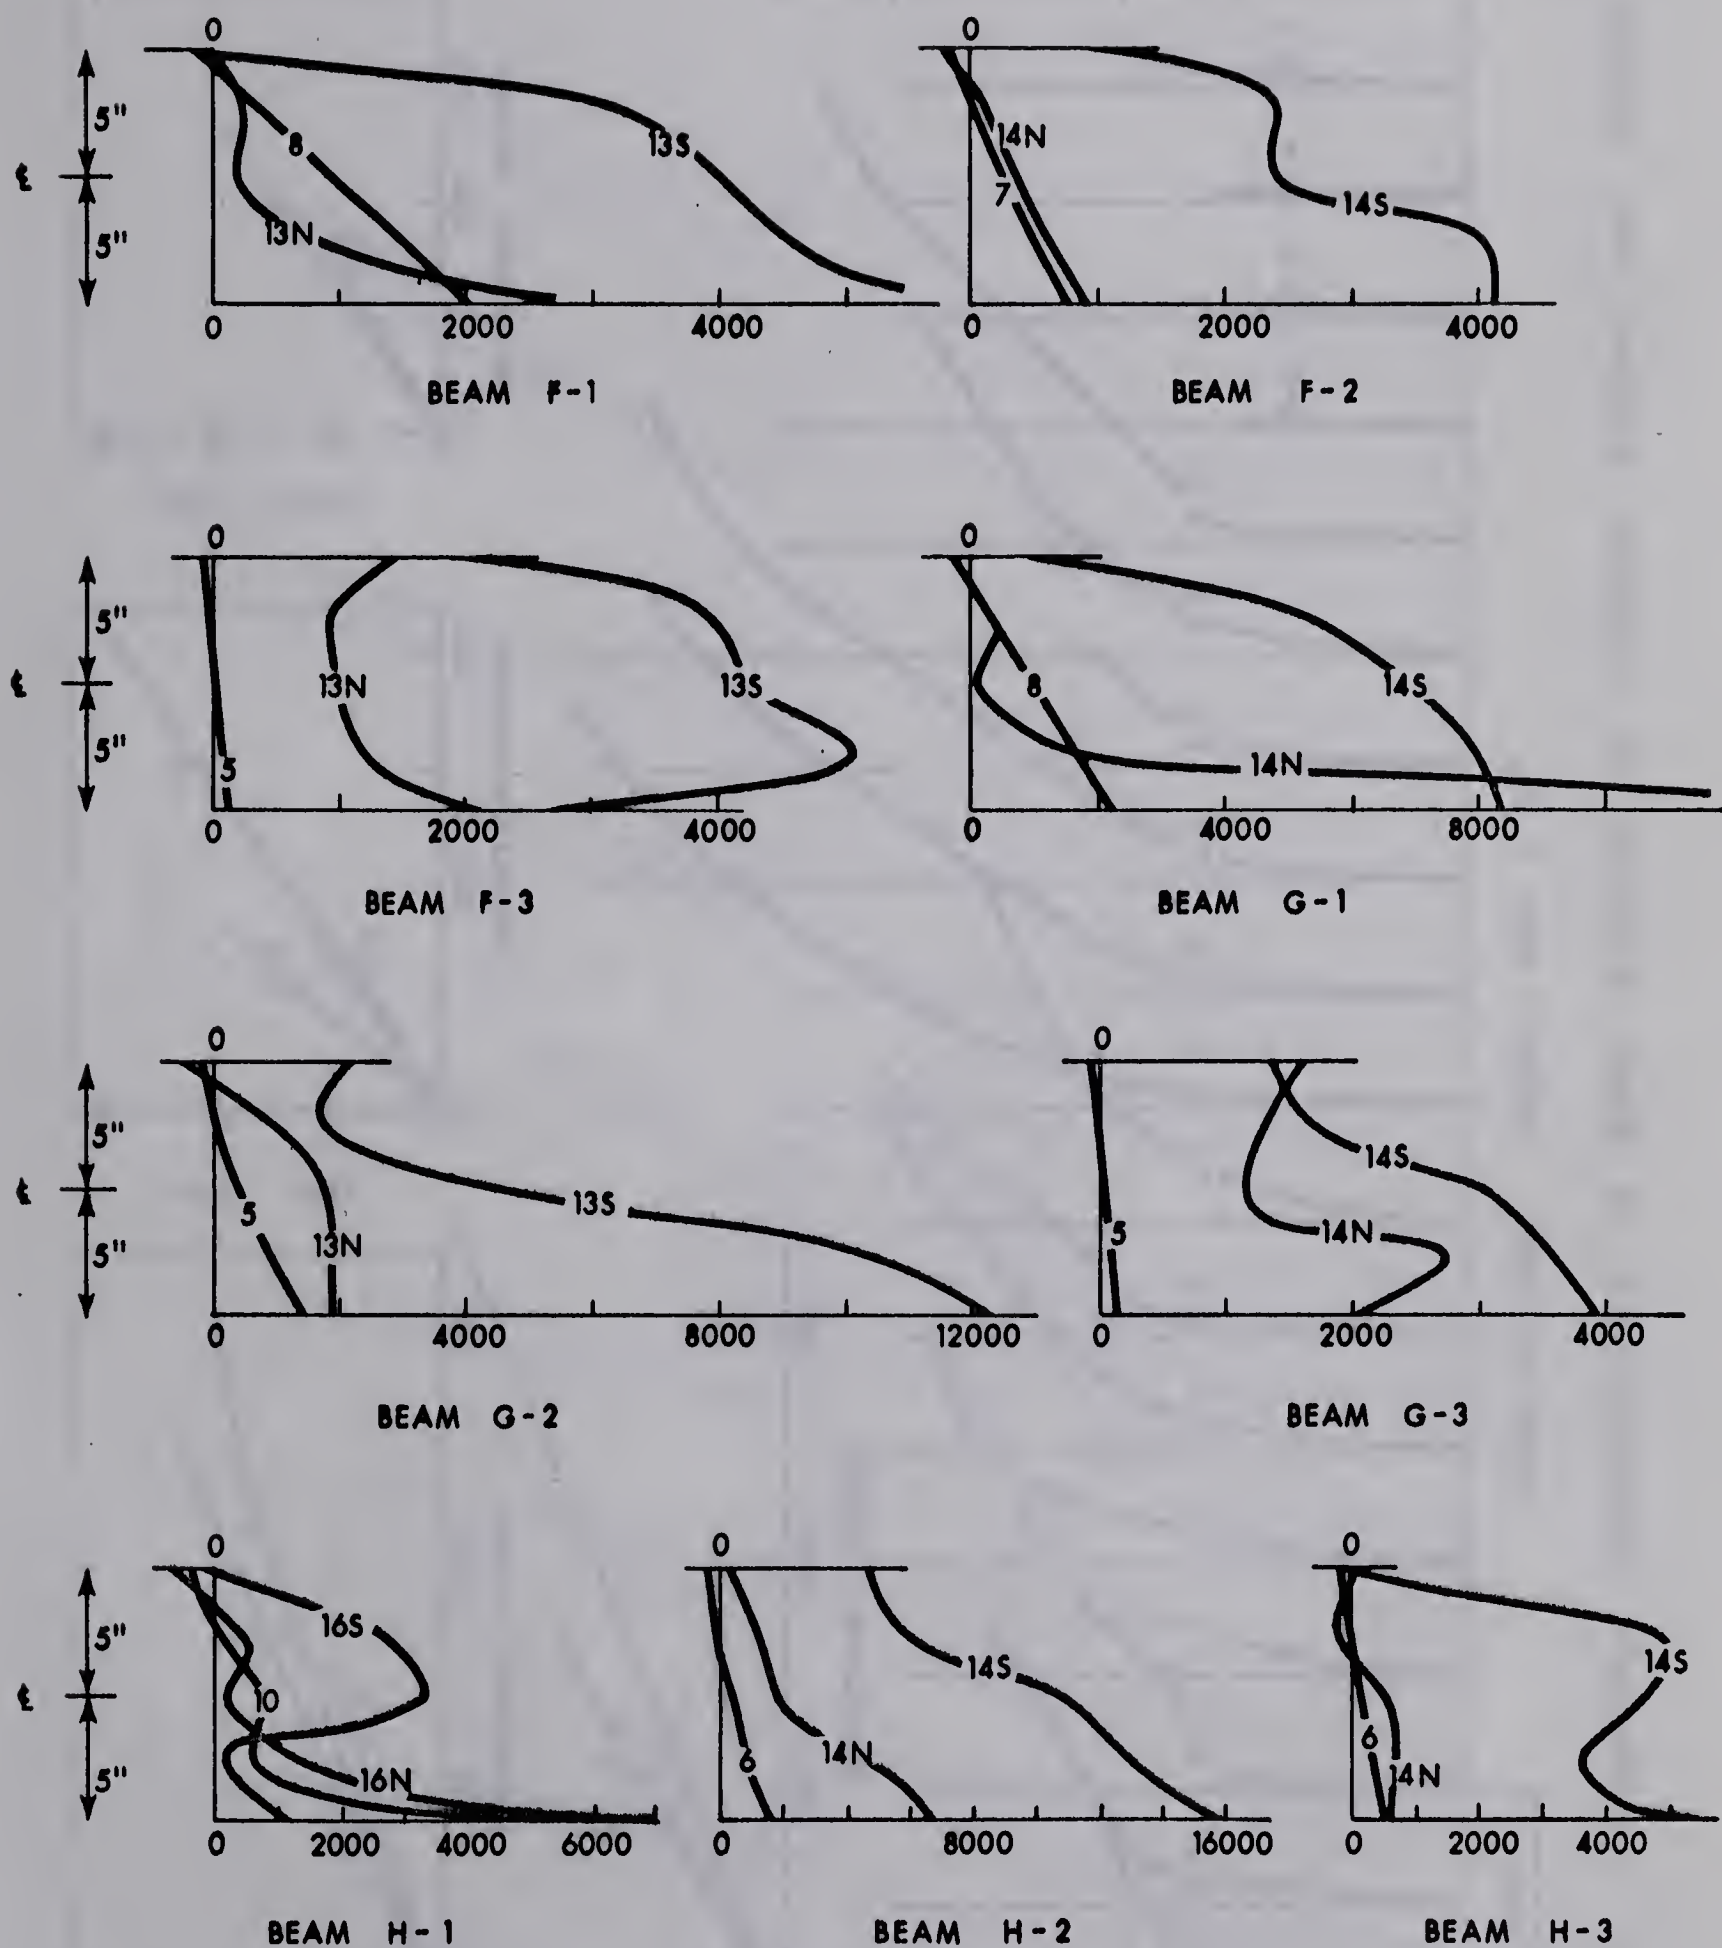 0 0
5" 8 13S 14N
℄ 7
5" 13N 14S
0 2000 4000 0 2000 4000
BEAM F-1 BEAM F-2
0 0
5"
℄ 13N 13S 8 14S
5" 5 14N
0 2000 4000 0 4000 8000
BEAM F-3 BEAM G-1
0 0
5" 14S
℄ 5 13S
5" 13N 5 14N
0 4000 8000 12000 0 2000 4000
BEAM G-2 BEAM G-3
0 0 0
5" 16S 14S 14S
℄ 10
5" 16N 6 14N 6 14N
0 2000 4000 6000 0 8000 16000 0 2000 4000
BEAM H-1 BEAM H-2 BEAM H-3